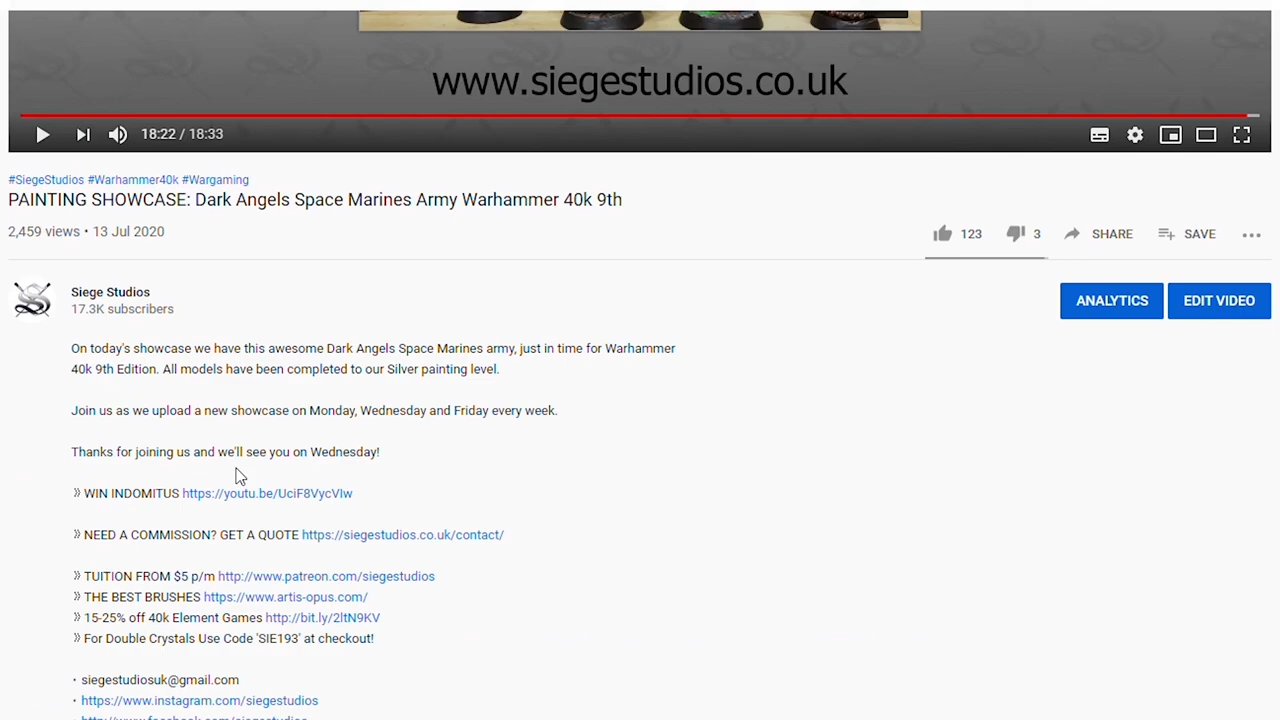 www.siegestudios.co.uk
18:22 / 18:33
#SiegeStudios #Warhammer40k #Wargaming
PAINTING SHOWCASE: Dark Angels Space Marines Army Warhammer 40k 9th
2,459 views • 13 Jul 2020
123 3 SHARE SAVE
Siege Studios
17.3K subscribers
ANALYTICS EDIT VIDEO
On today's showcase we have this awesome Dark Angels Space Marines army, just in time for Warhammer
40k 9th Edition. All models have been completed to our Silver painting level.
Join us as we upload a new showcase on Monday, Wednesday and Friday every week.
Thanks for joining us and we'll see you on Wednesday!
》 WIN INDOMITUS https://youtu.be/UciF8VycVIw
》 NEED A COMMISSION? GET A QUOTE https://siegestudios.co.uk/contact/
》 TUITION FROM $5 p/m http://www.patreon.com/siegestudios
》 THE BEST BRUSHES https://www.artis-opus.com/
》 15-25% off 40k Element Games http://bit.ly/2ltN9KV
》 For Double Crystals Use Code 'SIE193' at checkout!
· siegestudiosuk@gmail.com
· https://www.instagram.com/siegestudios
· http://www.facebook.com/siegestudios